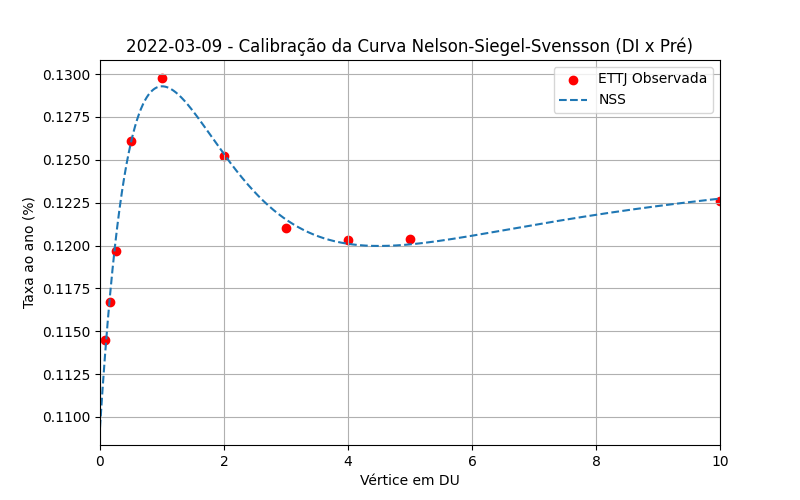 2022-03-09 - Calibração da Curva Nelson-Siegel-Svensson (DI x Pré)
ETTJ Observada
NSS
Taxa ao ano (%)
0.1300
0.1275
0.1250
0.1225
0.1200
0.1175
0.1150
0.1125
0.1100
0 2 4 6 8 10
Vértice em DU